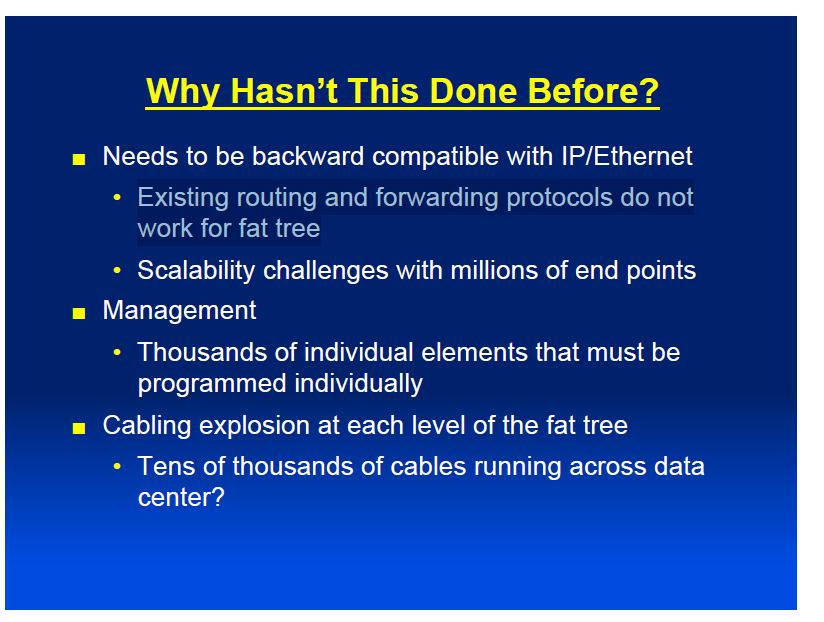 Why Hasn’t This Done Before?
■ Needs to be backward compatible with IP/Ethernet
• Existing routing and forwarding protocols do not
work for fat tree
• Scalability challenges with millions of end points
■ Management
• Thousands of individual elements that must be
programmed individually
■ Cabling explosion at each level of the fat tree
• Tens of thousands of cables running across data
center?